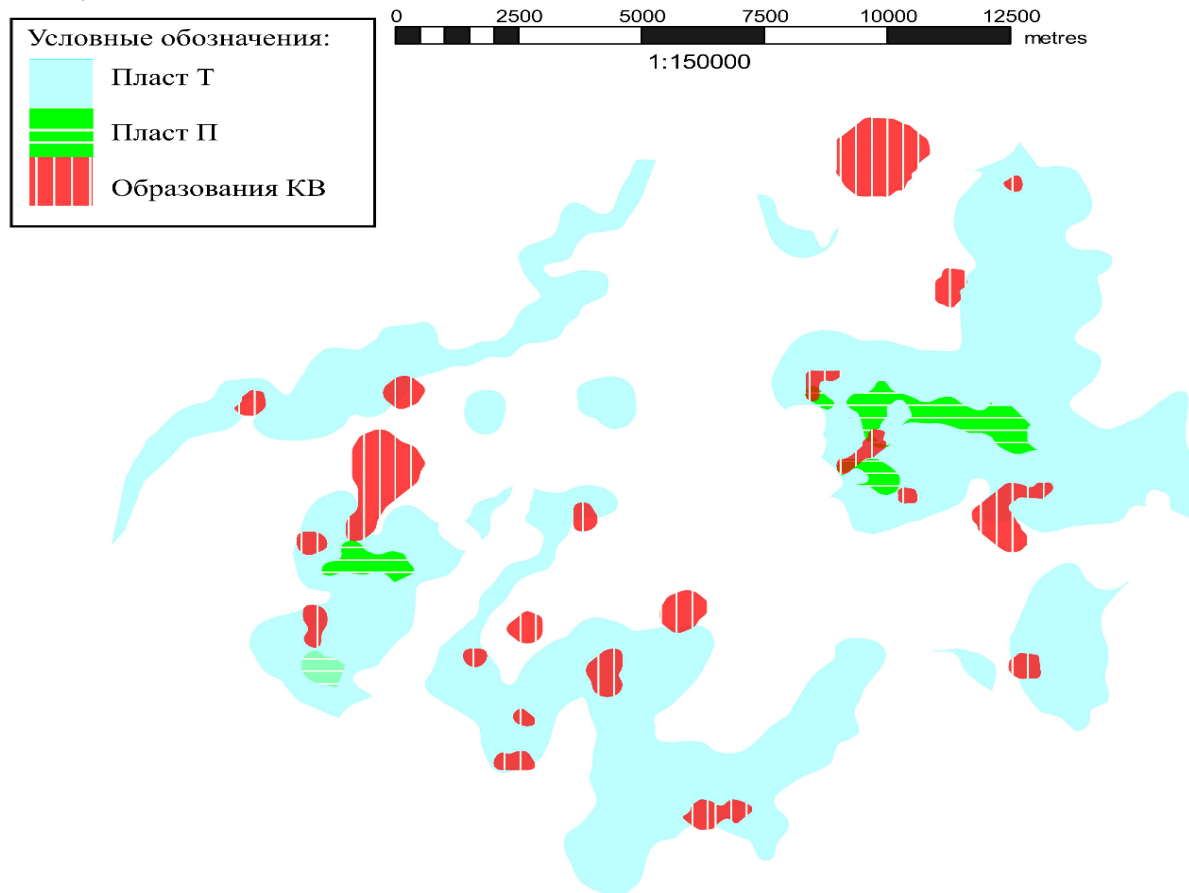 0 2500 5000 7500 10000 12500
metres
1:150000
Условные обозначения:
Пласт Т
Пласт П
Образования КВ